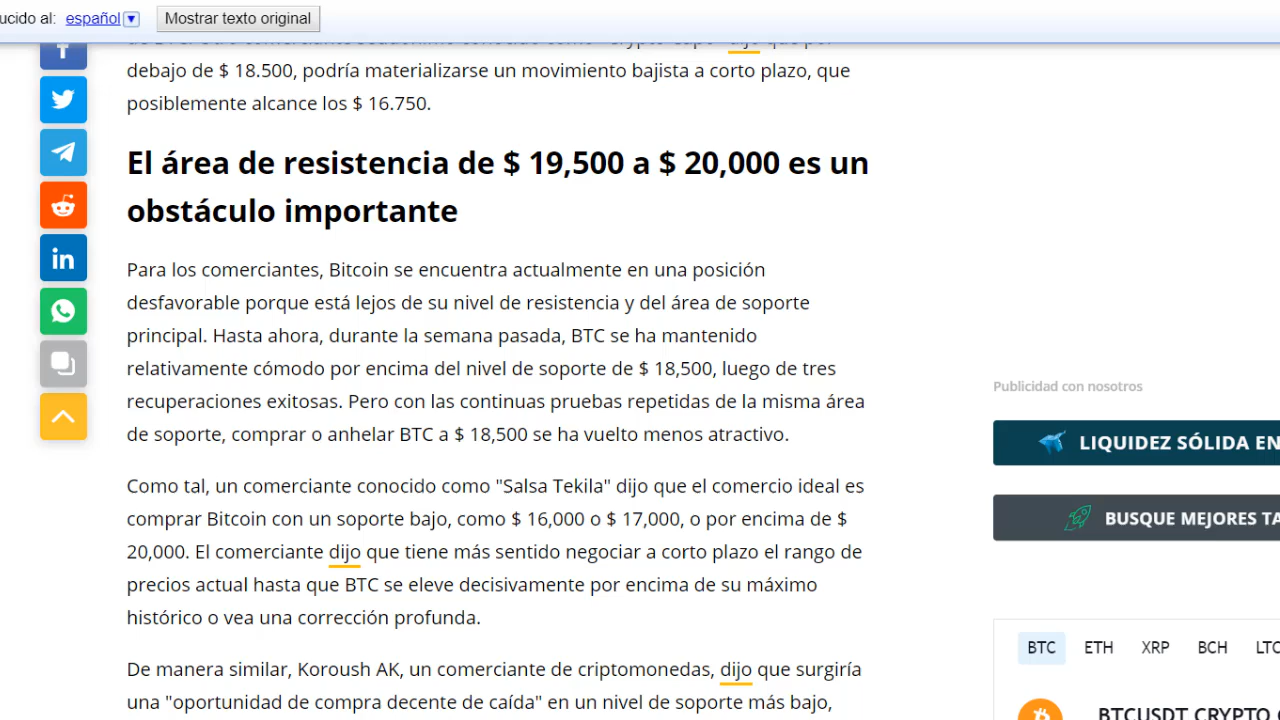 ucido al: español Mostrar texto original
debajo de $ 18.500, podría materializarse un movimiento bajista a corto plazo, que
posiblemente alcance los $ 16.750.
El área de resistencia de $ 19,500 a $ 20,000 es un
obstáculo importante
Para los comerciantes, Bitcoin se encuentra actualmente en una posición
desfavorable porque está lejos de su nivel de resistencia y del área de soporte
principal. Hasta ahora, durante la semana pasada, BTC se ha mantenido
relativamente cómodo por encima del nivel de soporte de $ 18,500, luego de tres
recuperaciones exitosas. Pero con las continuas pruebas repetidas de la misma área
de soporte, comprar o anhelar BTC a $ 18,500 se ha vuelto menos atractivo.
Como tal, un comerciante conocido como "Salsa Tekila" dijo que el comercio ideal es
comprar Bitcoin con un soporte bajo, como $ 16,000 o $ 17,000, o por encima de $
20,000. El comerciante dijo que tiene más sentido negociar a corto plazo el rango de
precios actual hasta que BTC se eleve decisivamente por encima de su máximo
histórico o vea una corrección profunda.
De manera similar, Koroush AK, un comerciante de criptomonedas, dijo que surgiría
una "oportunidad de compra decente de caída" en un nivel de soporte más bajo,
Publicidad con nosotros
LIQUIDEZ SÓLIDA EN
BUSQUE MEJORES TA
BTC ETH XRP BCH LTC
BTCUSDT CRYPTO